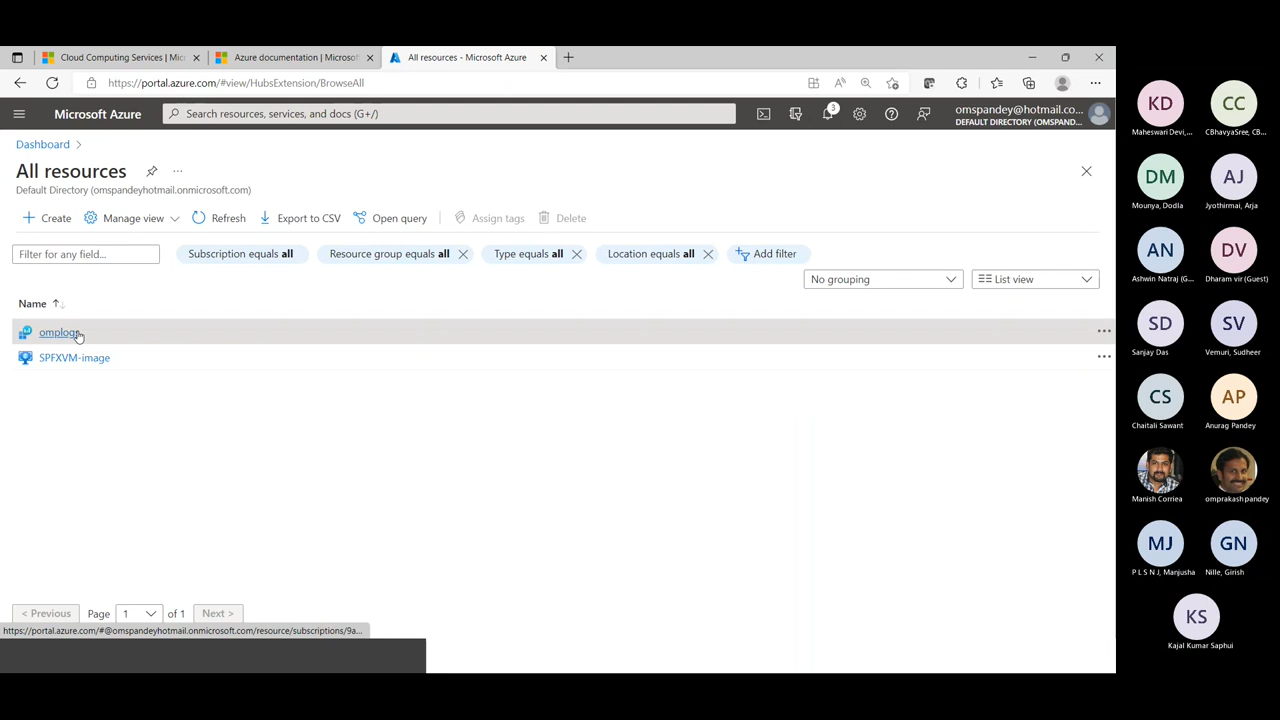 Cloud Computing Services | Mic
Azure documentation | Microsof
All resources - Microsoft Azure
https://portal.azure.com/#view/HubsExtension/BrowseAll
Microsoft Azure
Search resources, services, and docs (G+/)
3
omspandey@hotmail.co...
DEFAULT DIRECTORY (OMSPAND...
Dashboard >
All resources
Default Directory (omspandeyhotmail.onmicrosoft.com)
Create
Manage view
Refresh
Export to CSV
Open query
Assign tags
Delete
Filter for any field...
Subscription equals all
Resource group equals all
Type equals all
Location equals all
Add filter
No grouping
List view
Name
omplogs
SPFXVM-image
< Previous
Page
1
of 1
Next >
https://portal.azure.com/#@omspandeyhotmail.onmicrosoft.com/resource/subscriptions/9a...
KD
Maheswari Devi,...
CC
CBhavyaSree, CB...
DM
Mounya, Dodla
AJ
Jyothirmai, Arja
AN
Ashwin Natraj (G...
DV
Dharam vir (Guest)
SD
Sanjay Das
SV
Vemuri, Sudheer
CS
Chaitali Sawant
AP
Anurag Pandey
Manish Corriea
omprakash pandey
MJ
P L S N J, Manjusha
GN
Nille, Girish
KS
Kajal Kumar Saphui